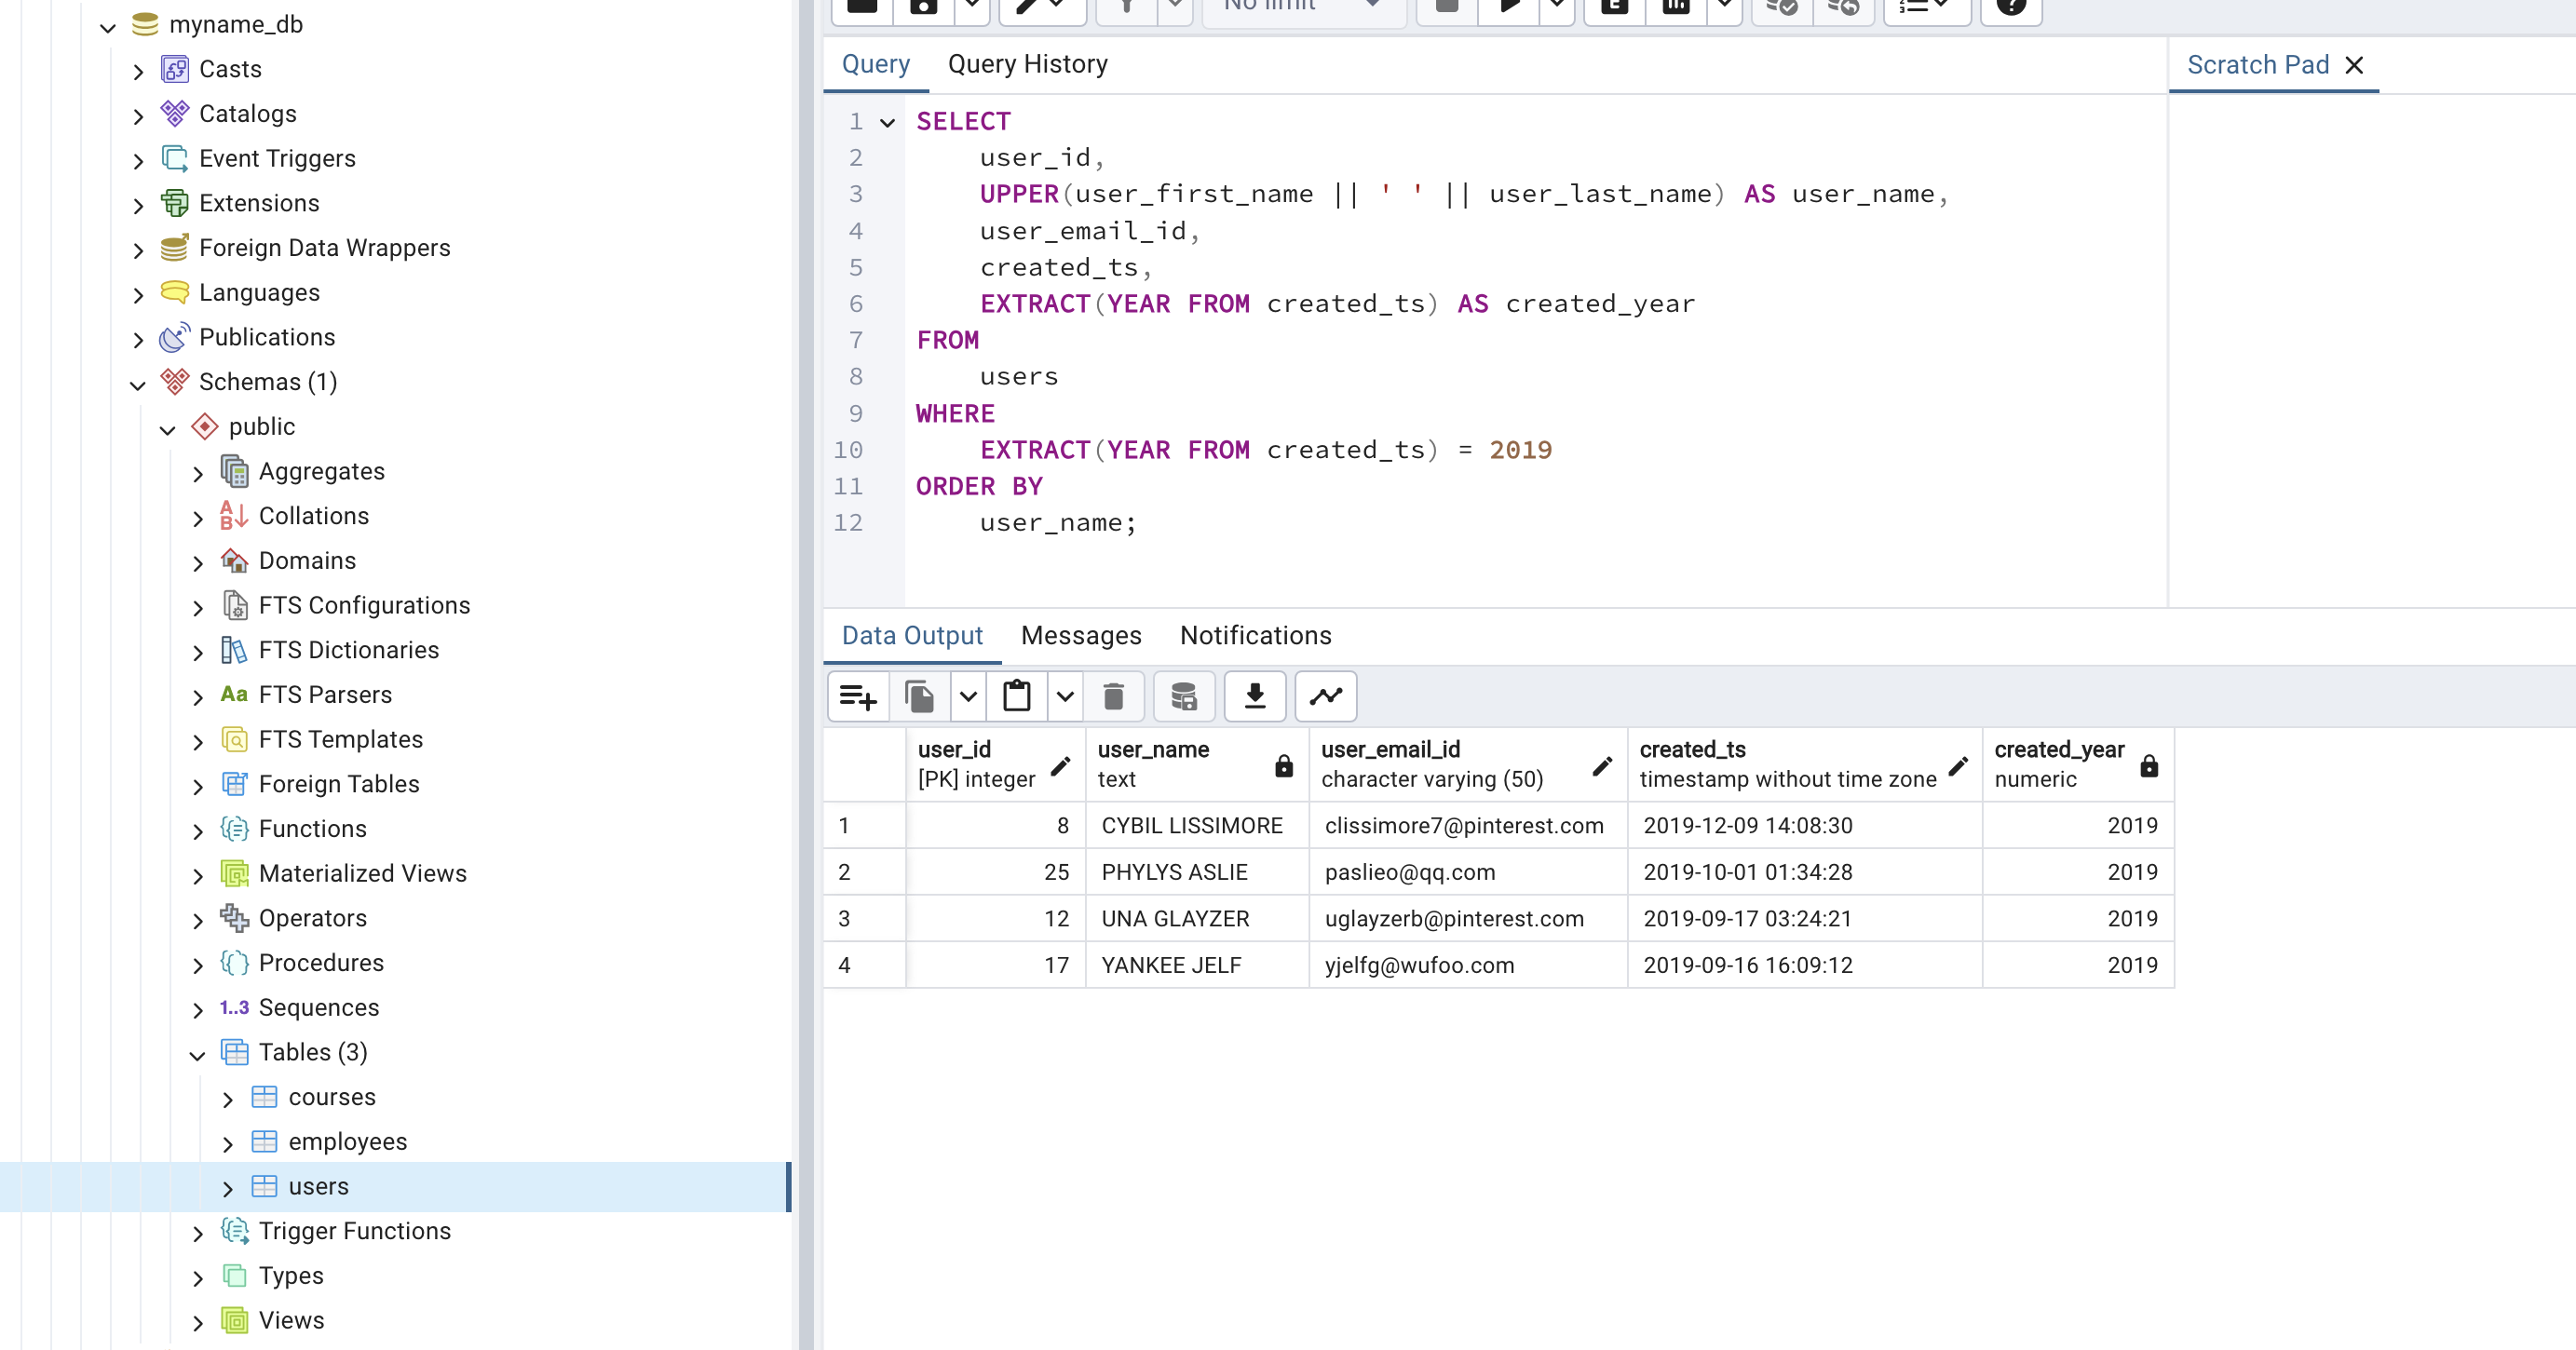 myname_db
Casts
Catalogs
Event Triggers
Extensions
Foreign Data Wrappers
Languages
Publications
Schemas (1)
public
Aggregates
Collations
Domains
FTS Configurations
FTS Dictionaries
Aa FTS Parsers
FTS Templates
Foreign Tables
Functions
Materialized Views
Operators
Procedures
1..3 Sequences
Tables (3)
courses
employees
users
Trigger Functions
Types
Views
No limit
Query Query History
Scratch Pad
1 SELECT
2 user_id,
3 UPPER(user_first_name || ' ' || user_last_name) AS user_name,
4 user_email_id,
5 created_ts,
6 EXTRACT(YEAR FROM created_ts) AS created_year
7 FROM
8 users
9 WHERE
10 EXTRACT(YEAR FROM created_ts) = 2019
11 ORDER BY
12 user_name;
Data Output Messages Notifications
user_id user_name user_email_id created_ts created_year
[PK] integer text character varying (50) timestamp without time zone numeric
1 8 CYBIL LISSIMORE clissimore7@pinterest.com 2019-12-09 14:08:30 2019
2 25 PHYLYS ASLIE paslieo@qq.com 2019-10-01 01:34:28 2019
3 12 UNA GLAYZER uglayzerb@pinterest.com 2019-09-17 03:24:21 2019
4 17 YANKEE JELF yjelfg@wufoo.com 2019-09-16 16:09:12 2019